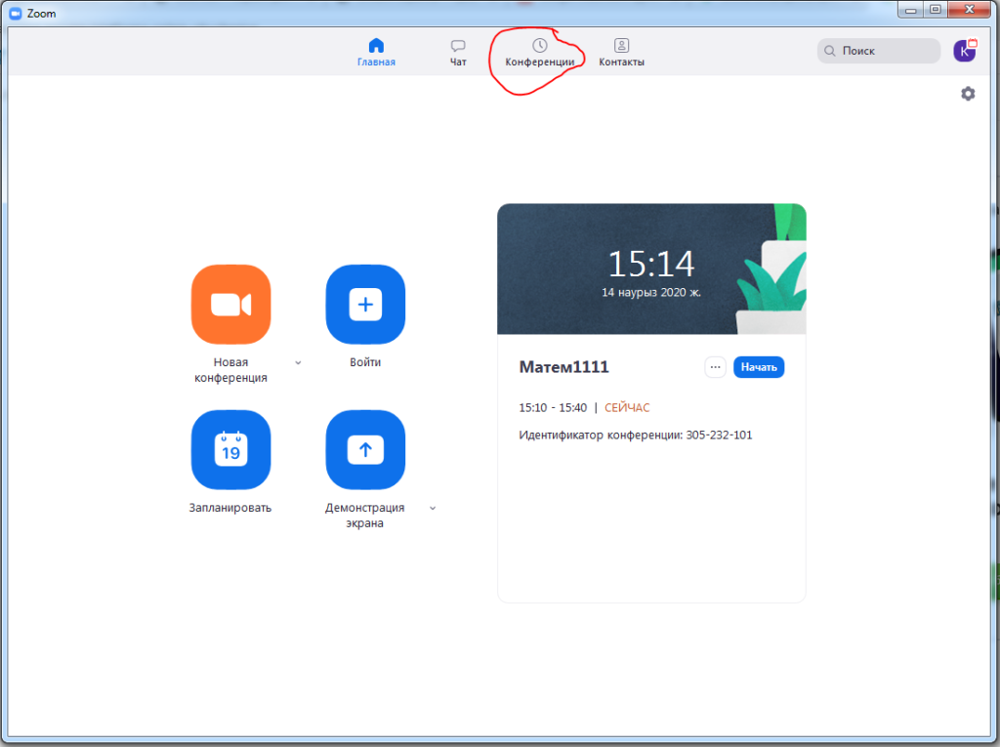 Zoom
Главная
Чат
Конференции
Контакты
Поиск
K
15:14
14 наурыз 2020 ж.
Новая
конференция
Войти
Матем1111
Начать
15:10 - 15:40 | СЕЙЧАС
Идентификатор конференции: 305-232-101
19
Запланировать
Демонстрация
экрана